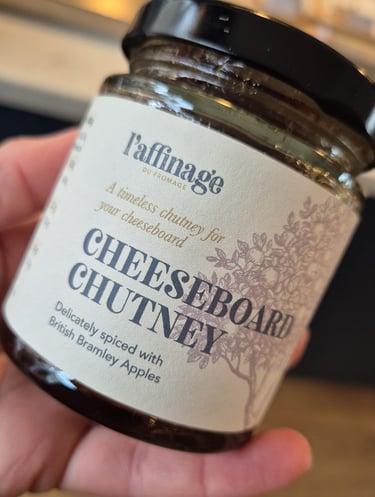 l'affinage
DU FROMAGE
A timeless chutney for
your cheeseboard
CHEESEBOARD
CHUTNEY
Delicately spiced with
British Bramley Apples